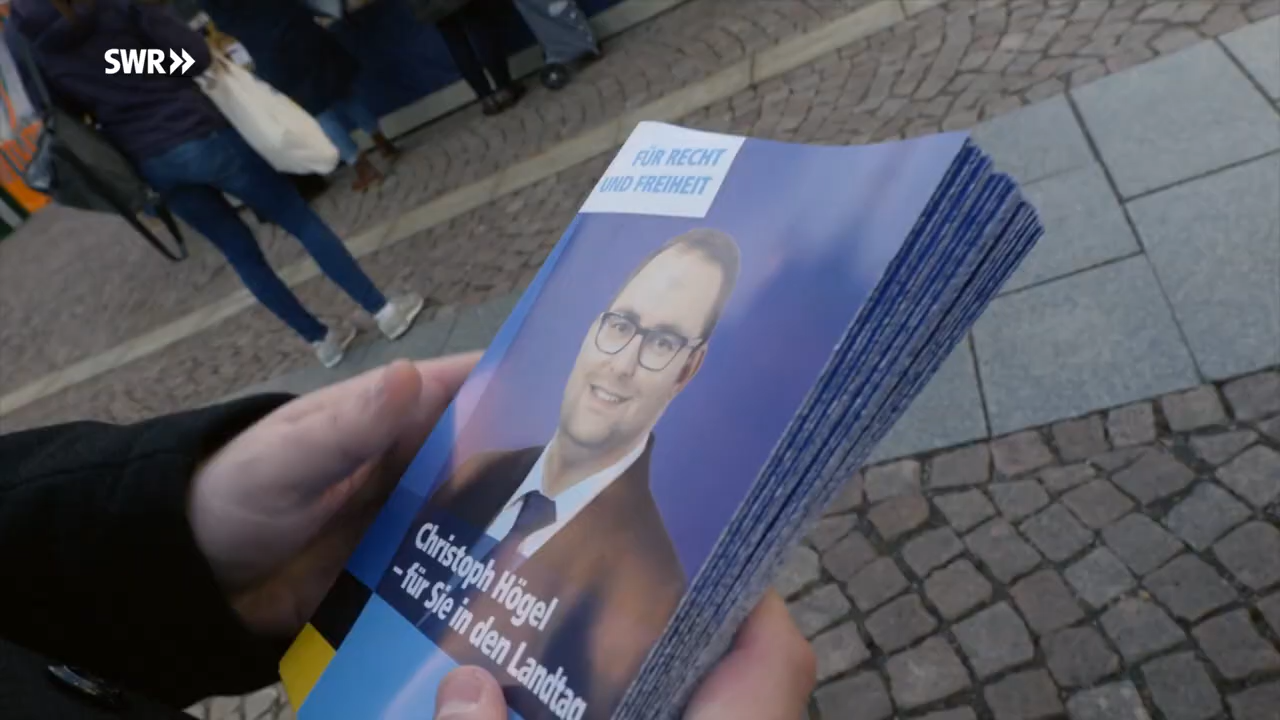 SWR
FÜR RECHT
UND FREIHEIT
Christoph Högel
– für Sie in den Landtag